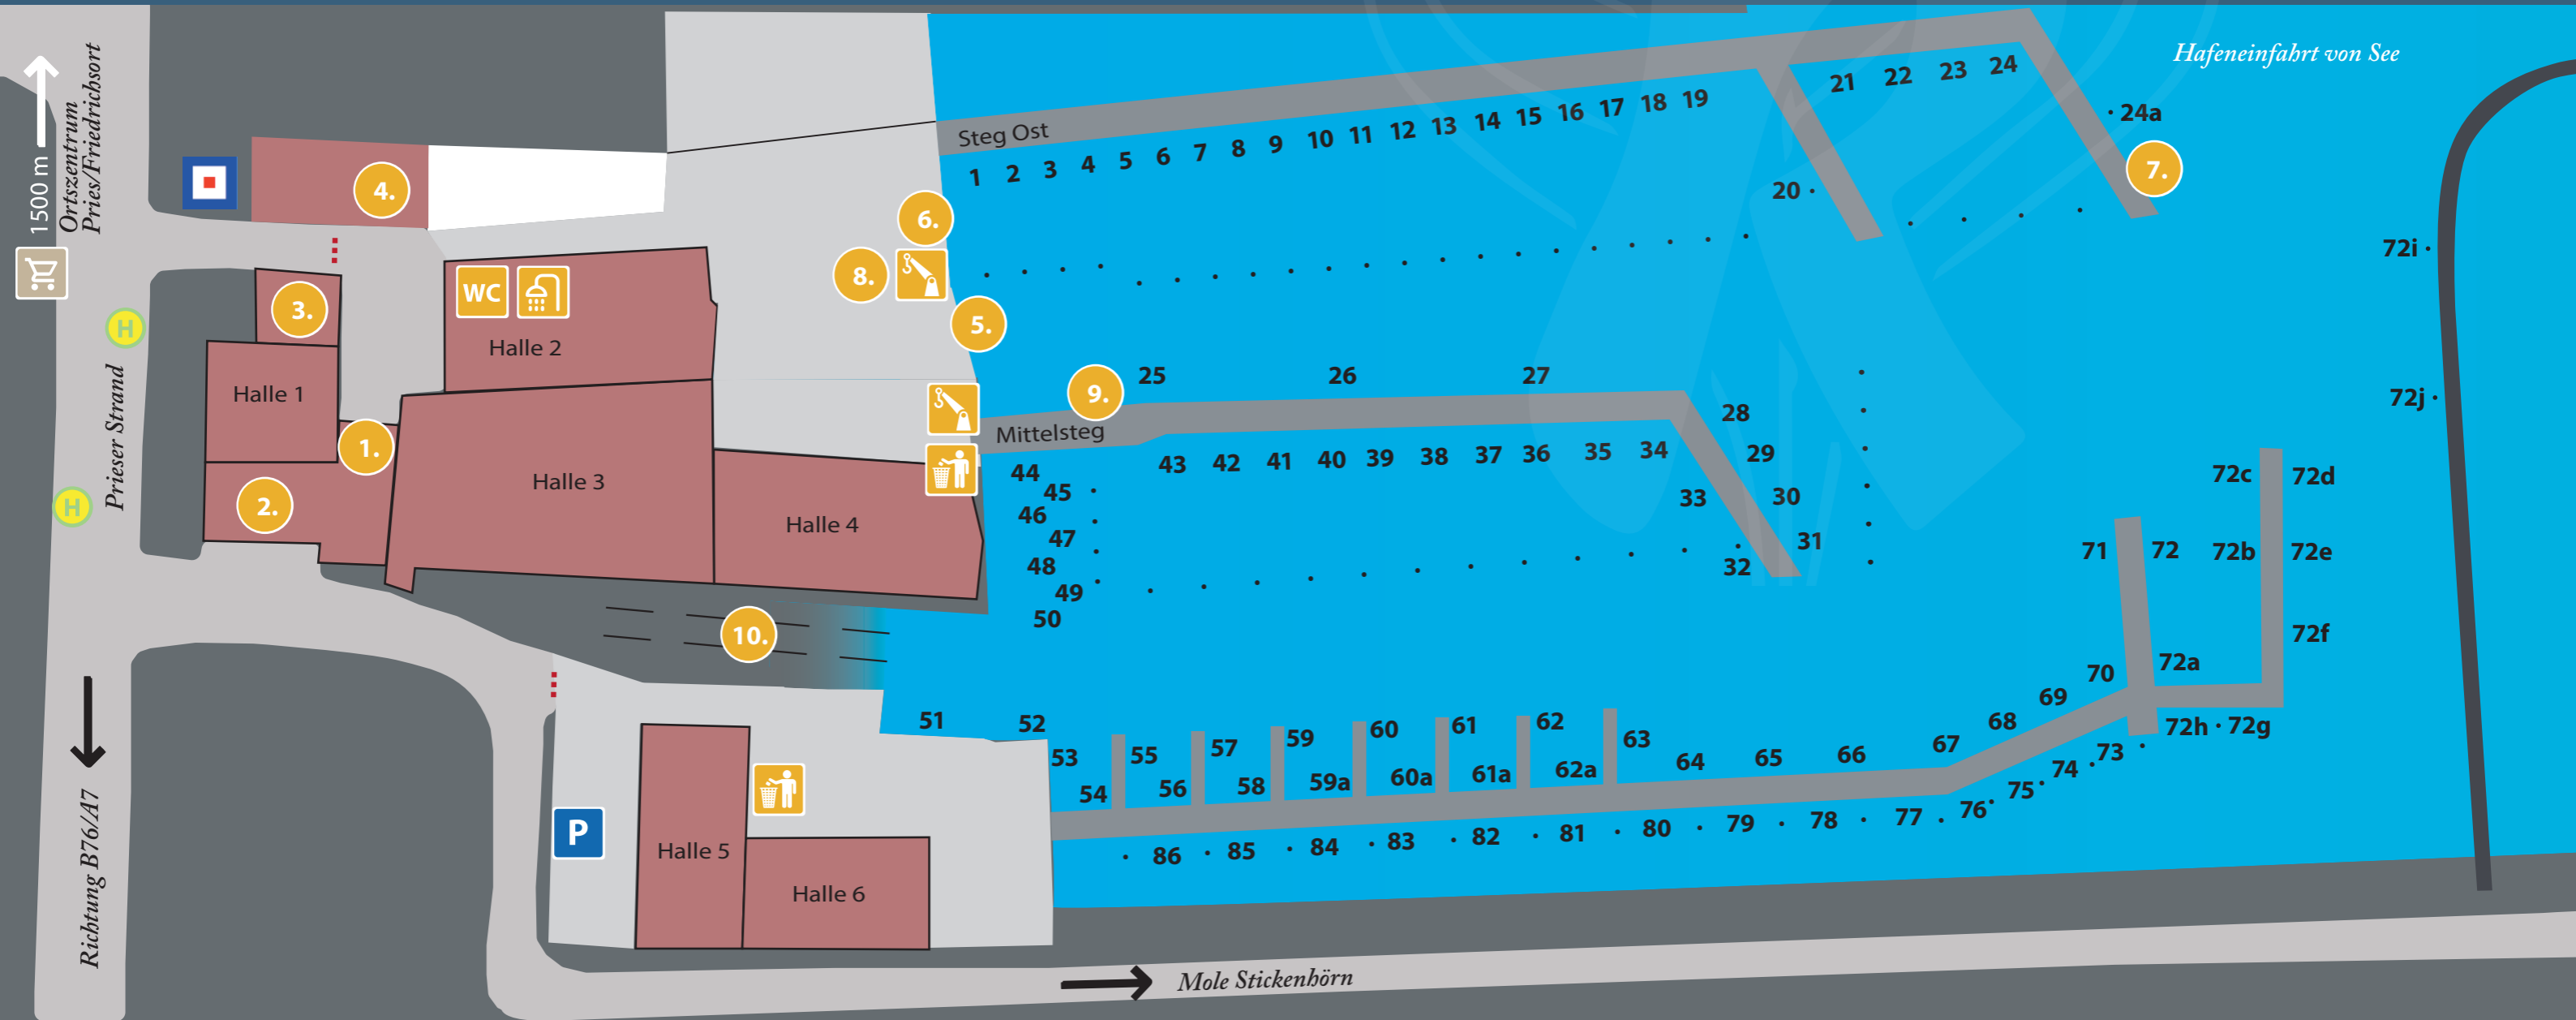 Hafeneinfahrt von See
1500 m
Ortszentrum
Pries/Friedrichsort
Steg Ost
1 2 3 4 5 6 7 8 9 10 11 12 13 14 15 16 17 18 19
21 22 23 24
24a
7.
20
4.
6.
8.
5.
3.
WC
H
Halle 2
Halle 1
Prieser Strand
1.
2.
H
Halle 3
Halle 4
9.
25 26 27
Mittelsteg
28
29
30
31
32
33
43 42 41 40 39 38 37 36 35 34
44
45
46
47
48
49
50
72i
72j
72c 72d
71 72 72b 72e
72f
72a
70
69
68
67
72h 72g
10.
51 52
53
54
55
56
57
58
59
59a
60
60a
61
61a
62
62a
63
64 65 66
73
74
75
76
77
86 85 84 83 82 81 80 79 78
P
Halle 5
Halle 6
Richtung B76/A7
Mole Stickenhörn